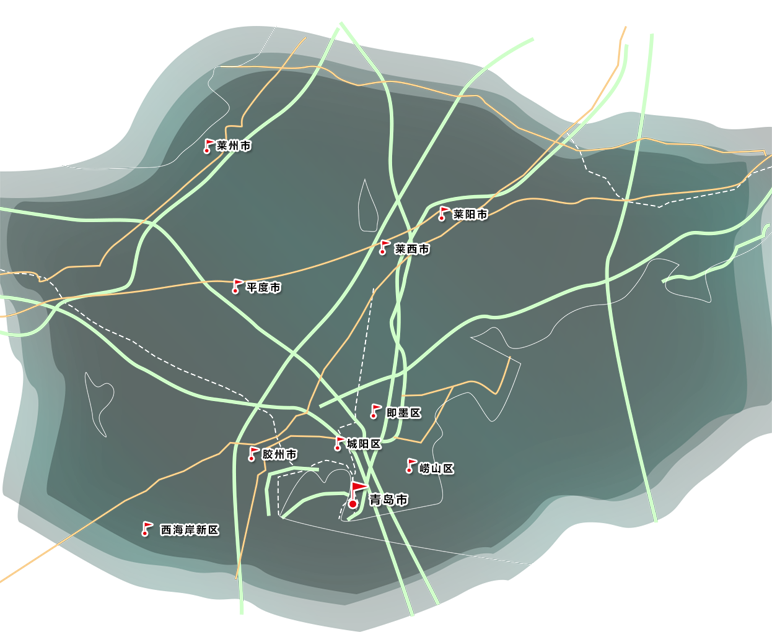 莱州市
莱阳市
莱西市
平度市
即墨区
城阳区
胶州市
崂山区
青岛市
西海岸新区